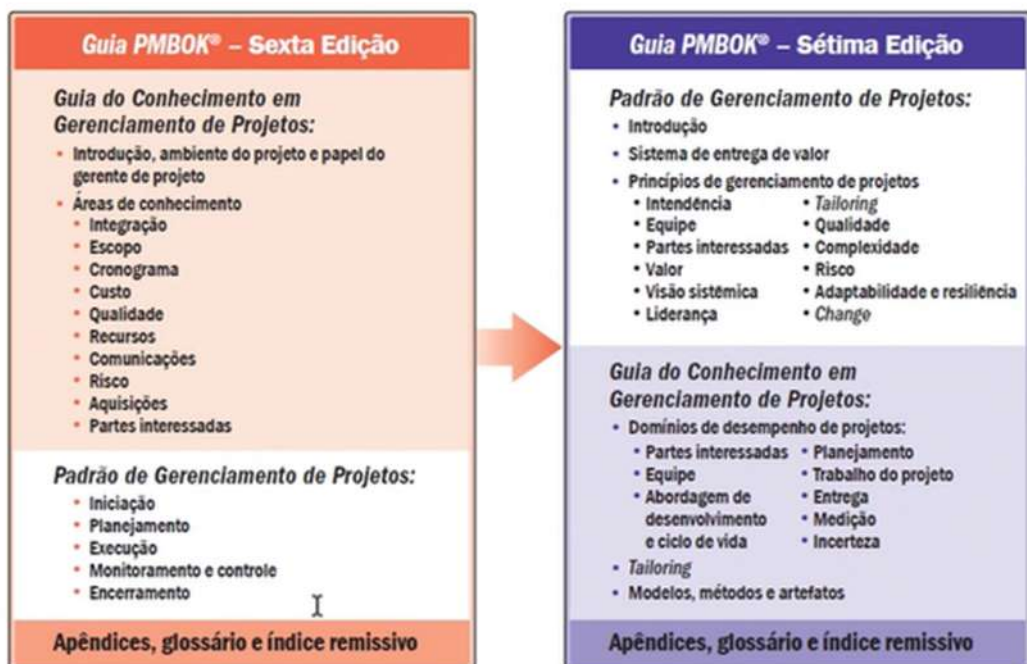 Guia PMBOK® – Sexta Edição
Guia do Conhecimento em
Gerenciamento de Projetos:
• Introdução, ambiente do projeto e papel do
gerente de projeto
• Áreas de conhecimento
• Integração
• Escopo
• Cronograma
• Custo
• Qualidade
• Recursos
• Comunicações
• Risco
• Aquisições
• Partes interessadas
Padrão de Gerenciamento de Projetos:
• Iniciação
• Planejamento
• Execução
• Monitoramento e controle
• Encerramento
Apêndices, glossário e índice remissivo
Guia PMBOK® – Sétima Edição
Padrão de Gerenciamento de Projetos:
• Introdução
• Sistema de entrega de valor
• Princípios de gerenciamento de projetos
• Intendência
• Equipe
• Partes interessadas
• Valor
• Visão sistêmica
• Liderança
• Tailoring
• Qualidade
• Complexidade
• Risco
• Adaptabilidade e resiliência
• Change
Guia do Conhecimento em
Gerenciamento de Projetos:
• Domínios de desempenho de projetos:
• Partes interessadas
• Equipe
• Abordagem de
desenvolvimento
e ciclo de vida
• Planejamento
• Trabalho do projeto
• Entrega
• Medição
• Incerteza
• Tailoring
• Modelos, métodos e artefatos
Apêndices, glossário e índice remissivo